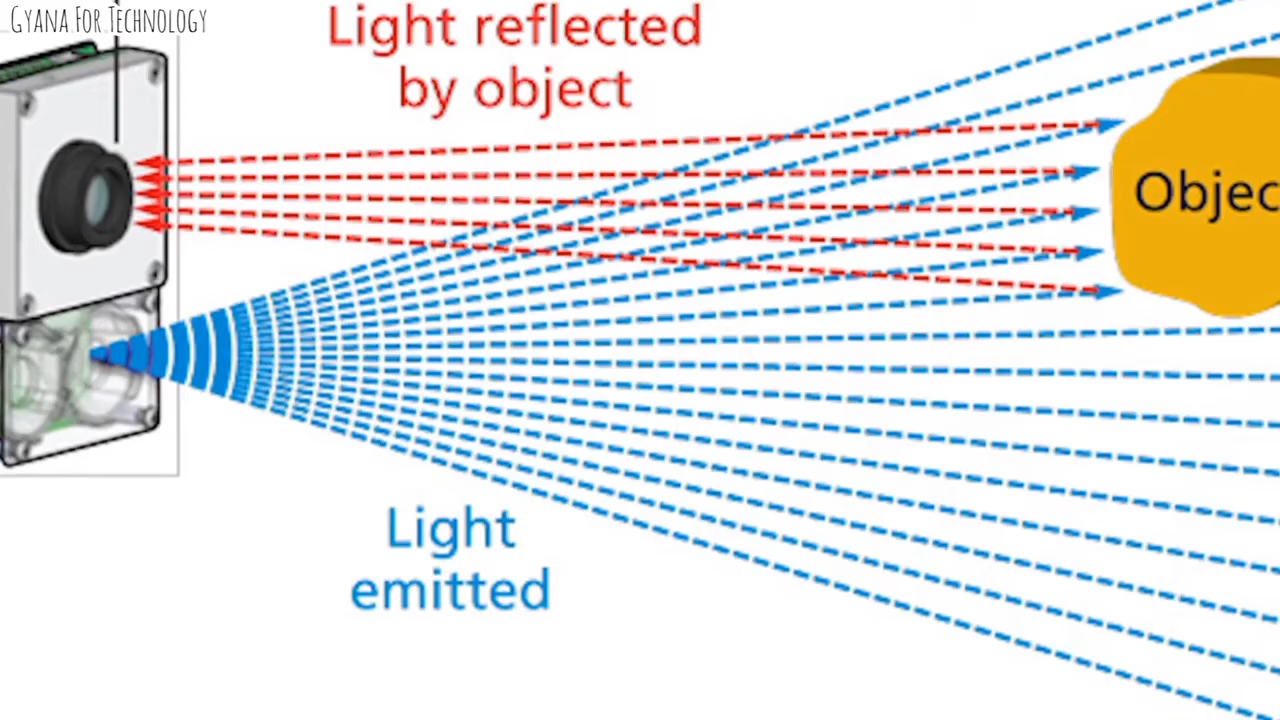 Gyana For Technology
Light reflected
by object
Objec
Light
emitted